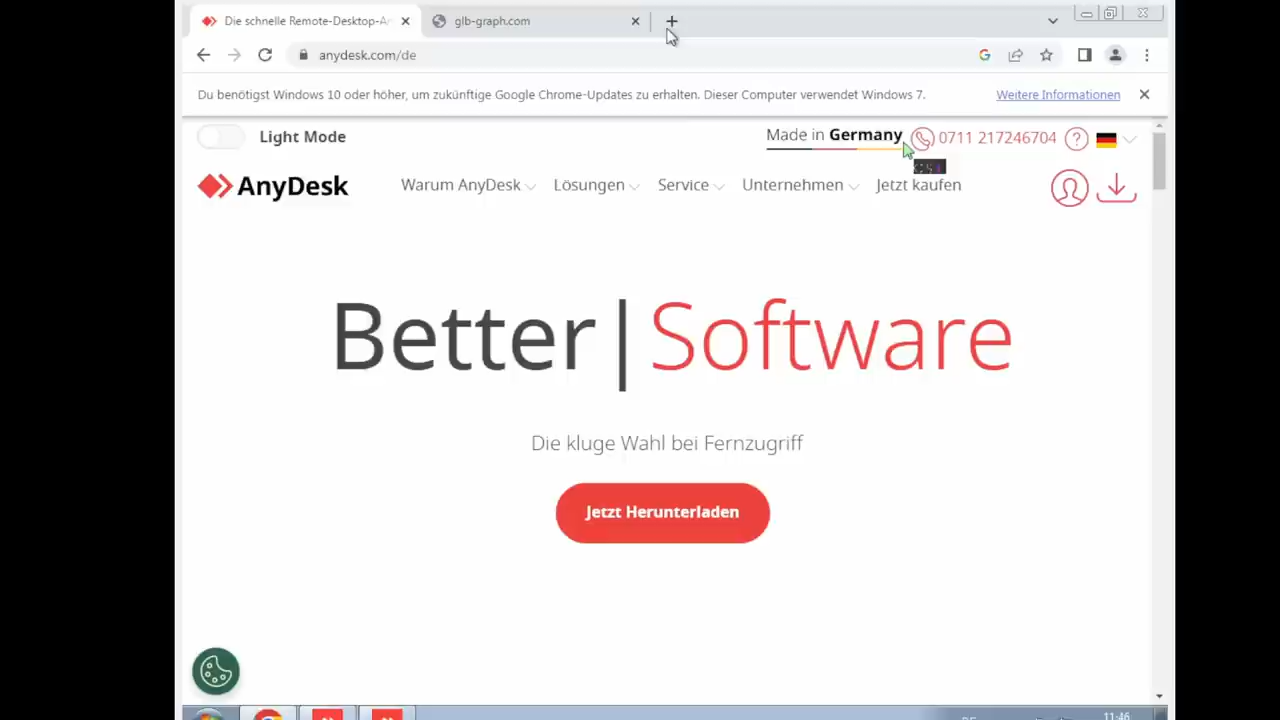 Die schnelle Remote-Desktop-An
glb-graph.com
anydesk.com/de
Du benötigst Windows 10 oder höher, um zukünftige Google Chrome-Updates zu erhalten. Dieser Computer verwendet Windows 7.
Weitere Informationen
Light Mode
Made in Germany
0711 217246704
AnyDesk
Warum AnyDesk
Lösungen
Service
Unternehmen
Jetzt kaufen
Better | Software
Die kluge Wahl bei Fernzugriff
Jetzt Herunterladen
DE
11:46